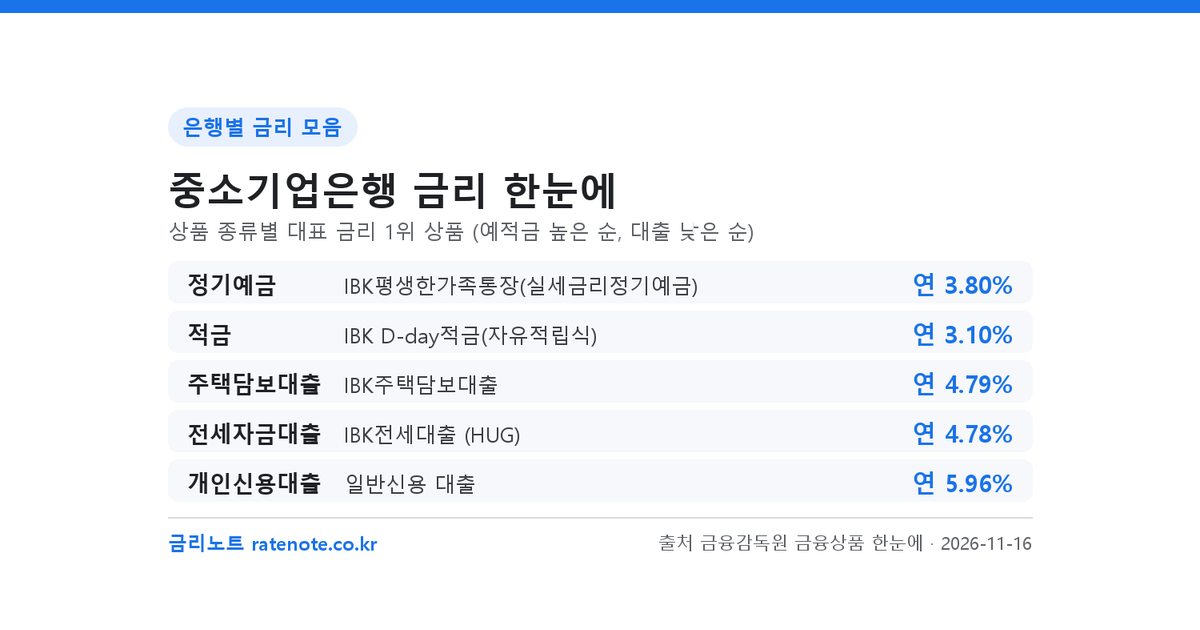 은행별 금리 모음
중소기업은행 금리 한눈에
상품 종류별 대표 금리 1위 상품 (예적금 높은 순, 대출 낮은 순)
정기예금 IBK평생한가족통장(실세금리정기예금) 연 3.80%
적금 IBK D-day적금(자유적립식) 연 3.10%
주택담보대출 IBK주택담보대출 연 4.79%
전세자금대출 IBK전세대출 (HUG) 연 4.78%
개인신용대출 일반신용 대출 연 5.96%
금리노트 ratenote.co.kr 출처 금융감독원 금융상품 한눈에 · 2026-11-16